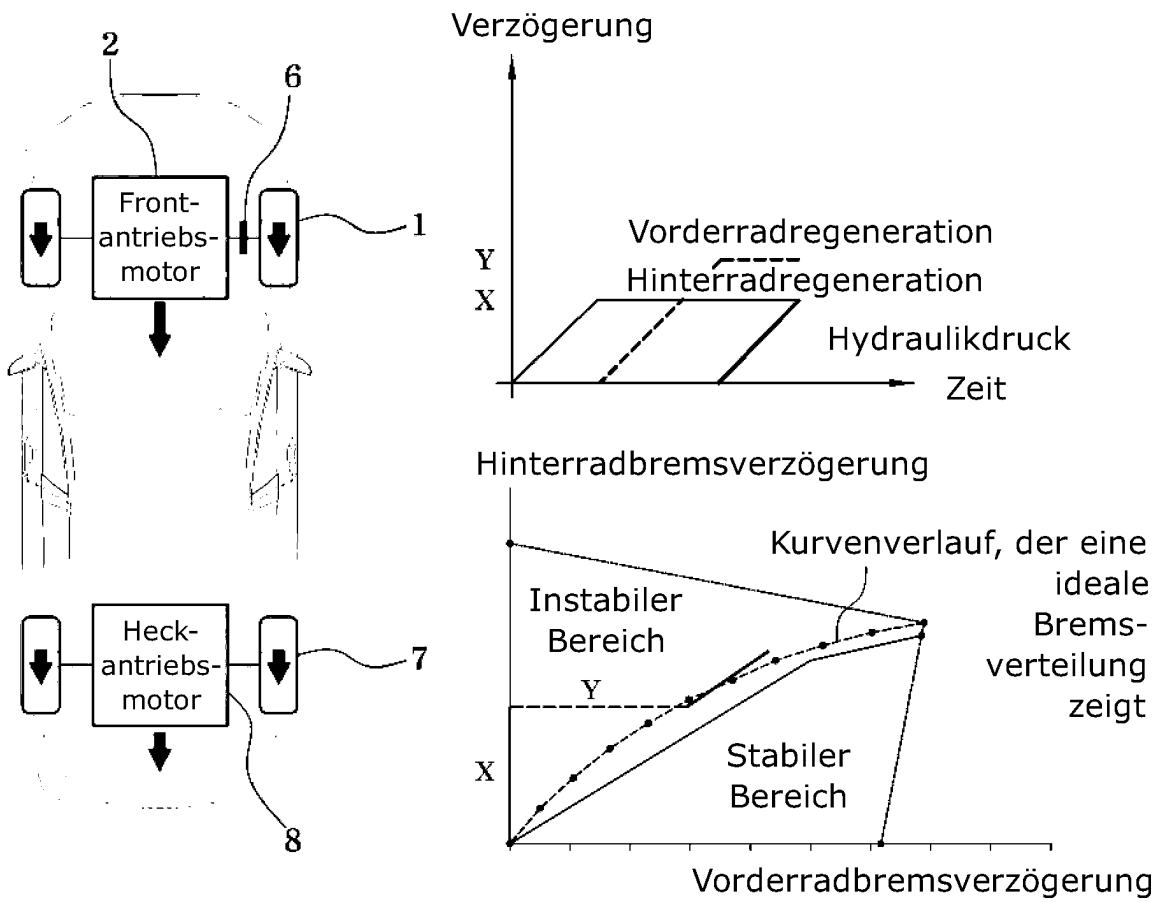 2
6
Front-
antriebs-
motor
1
Heck-
antriebs-
motor
7
8
Verzögerung
Vorderradregeneration
Y
Hinterradregeneration
X
Hydraulikdruck
Zeit
Hinterradbremsverzögerung
Kurvenverlauf, der eine
ideale
Brems-
verteilung
zeigt
Instabiler
Bereich
Y
X
Stabiler
Bereich
Vorderradbremsverzögerung